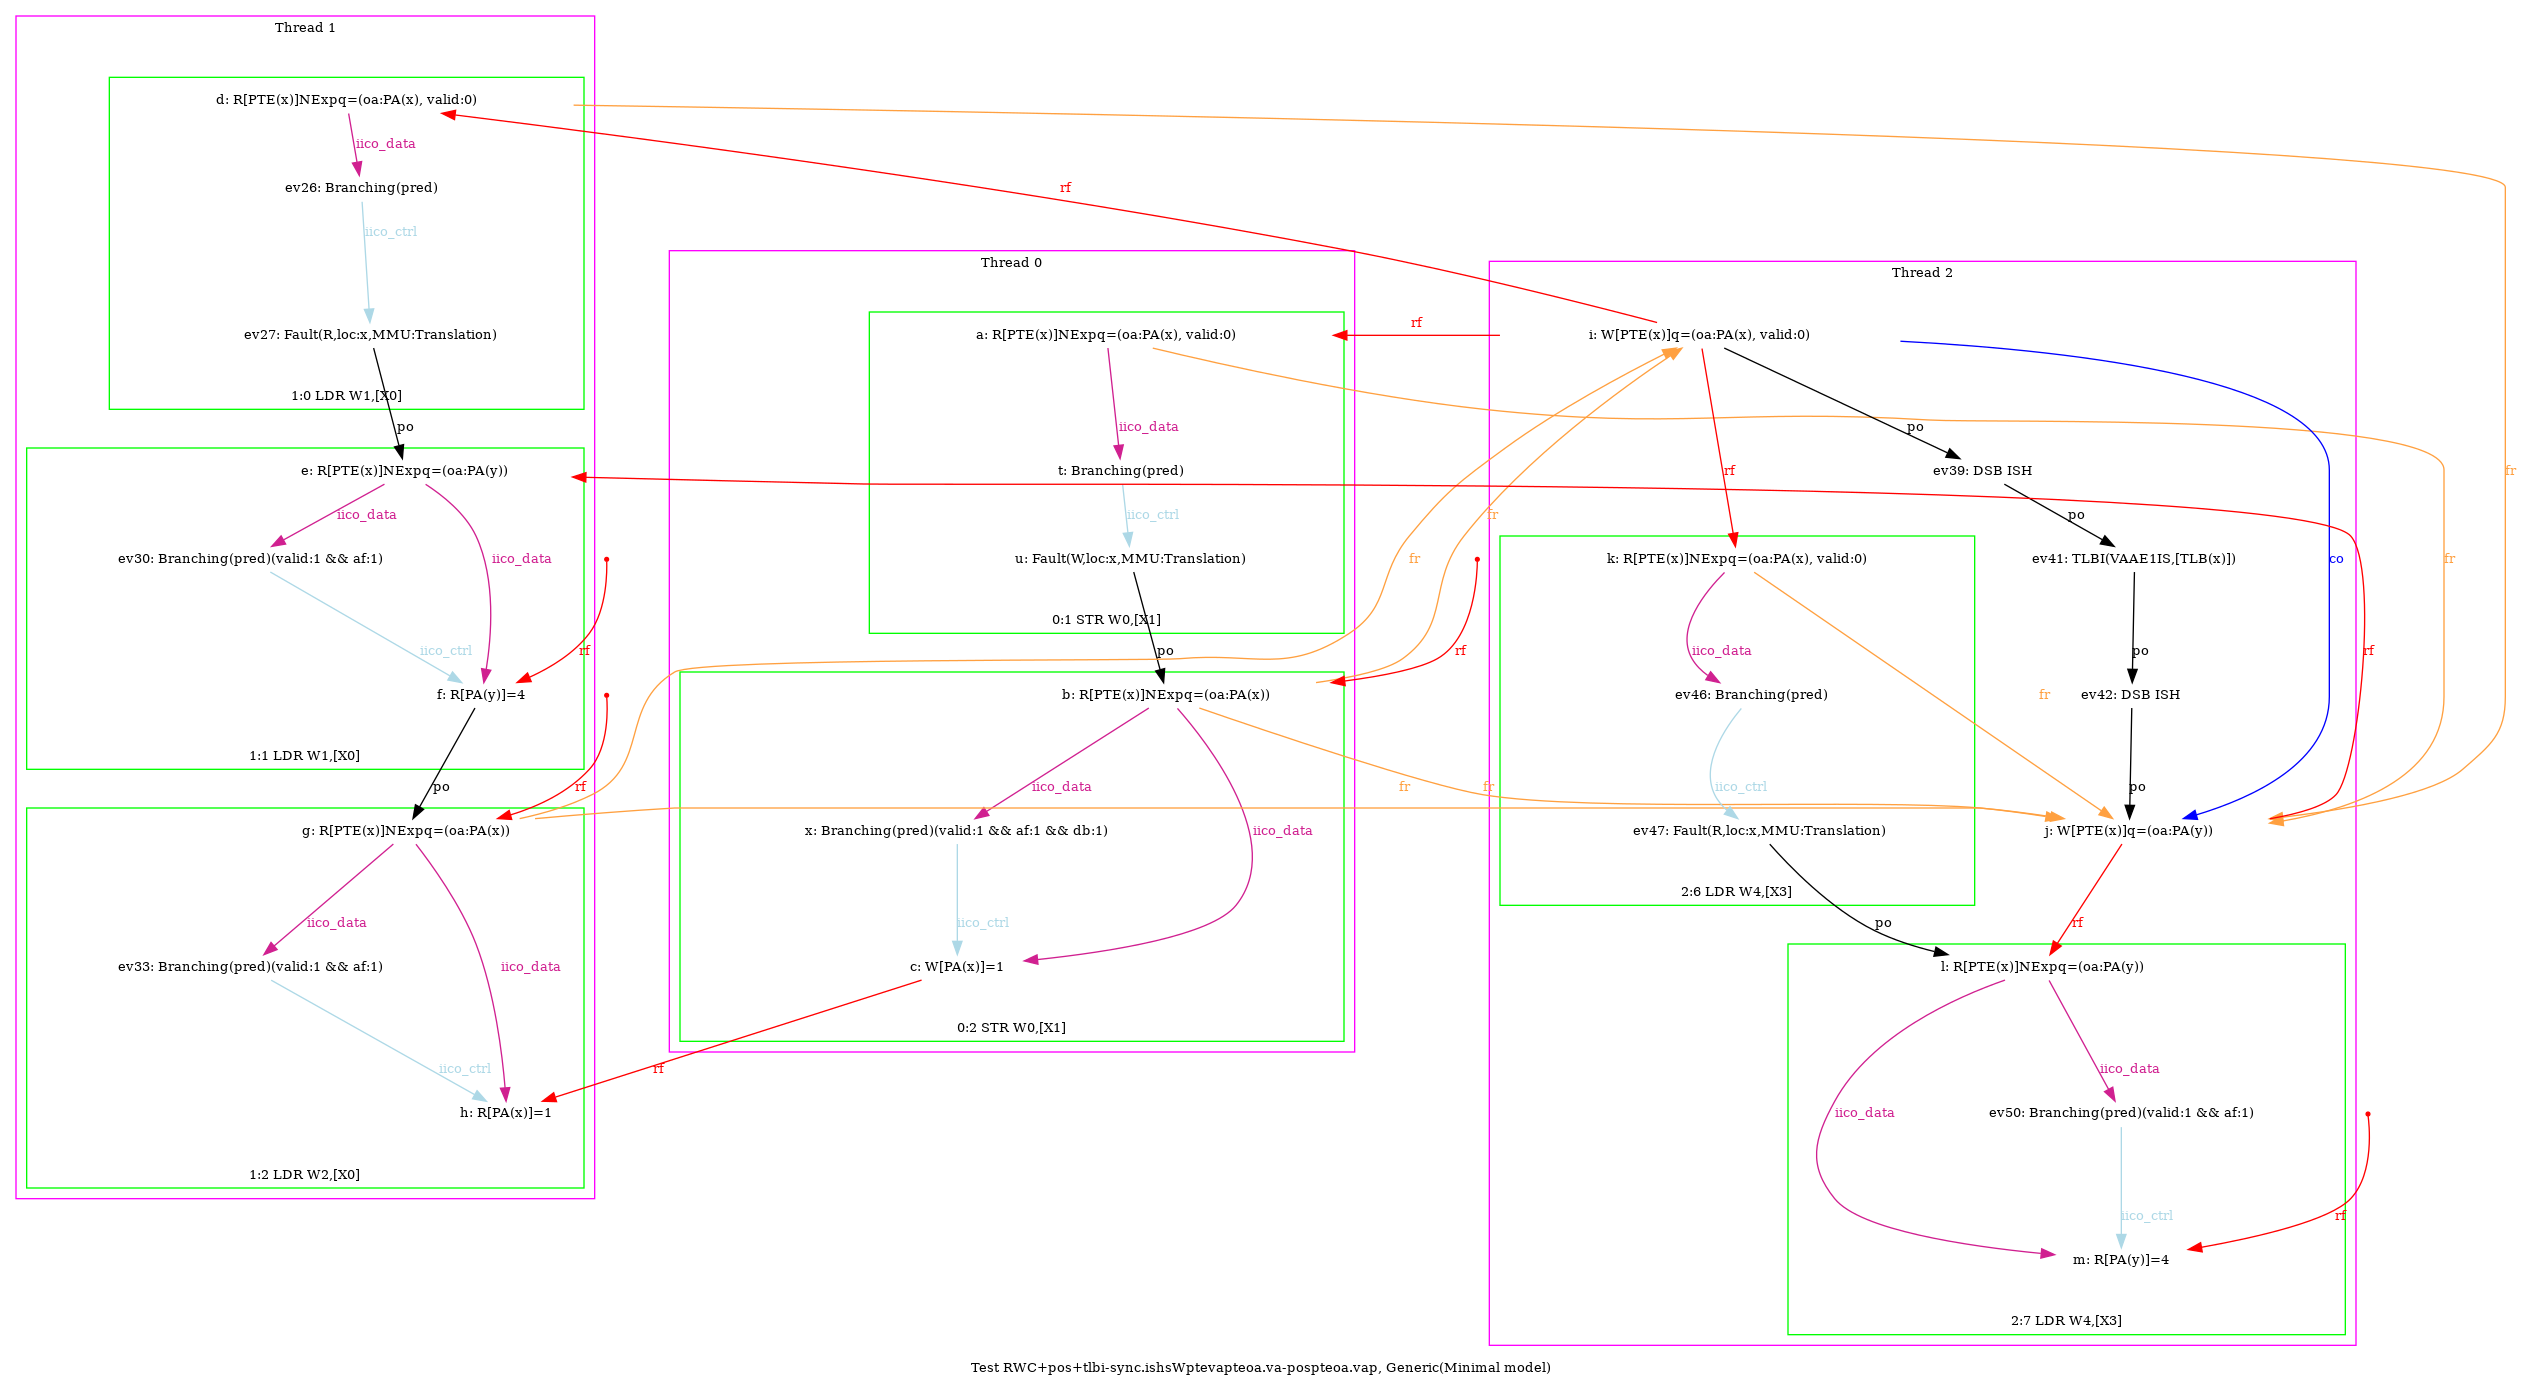 Thread 1
d: R[PTE(x)]NExpq=(oa:PA(x), valid:0)
iico_data
rf
ev26: Branching(pred)
iico_ctrl
ev27: Fault(R,loc:x,MMU:Translation)
1:0 LDR W1,[X0]
po
e: R[PTE(x)]NExpq=(oa:PA(y))
iico_data
iico_data
ev30: Branching(pred)(valid:1 && af:1)
iico_ctrl
rf
f: R[PA(y)]=4
1:1 LDR W1,[X0]
po
rf
g: R[PTE(x)]NExpq=(oa:PA(x))
iico_data
iico_data
ev33: Branching(pred)(valid:1 && af:1)
iico_ctrl
h: R[PA(x)]=1
1:2 LDR W2,[X0]
Thread 0
a: R[PTE(x)]NExpq=(oa:PA(x), valid:0)
rf
iico_data
t: Branching(pred)
iico_ctrl
u: Fault(W,loc:x,MMU:Translation)
0:1 STR W0,[X1]
po
b: R[PTE(x)]NExpq=(oa:PA(x))
iico_data
iico_data
x: Branching(pred)(valid:1 && af:1 && db:1)
iico_ctrl
c: W[PA(x)]=1
0:2 STR W0,[X1]
rf
fr
fr
rf
fr
fr
Thread 2
i: W[PTE(x)]q=(oa:PA(x), valid:0)
po
rf
ev39: DSB ISH
po
k: R[PTE(x)]NExpq=(oa:PA(x), valid:0)
ev41: TLBI(VAAE1IS,[TLB(x)])
co
fr
fr
iico_data
po
rf
ev46: Branching(pred)
fr
ev42: DSB ISH
iico_ctrl
po
ev47: Fault(R,loc:x,MMU:Translation)
j: W[PTE(x)]q=(oa:PA(y))
2:6 LDR W4,[X3]
po
rf
l: R[PTE(x)]NExpq=(oa:PA(y))
iico_data
iico_data
ev50: Branching(pred)(valid:1 && af:1)
iico_ctrl
rf
m: R[PA(y)]=4
2:7 LDR W4,[X3]
Test RWC+pos+tlbi-sync.ishsWptevapteoa.va-pospteoa.vap, Generic(Minimal model)